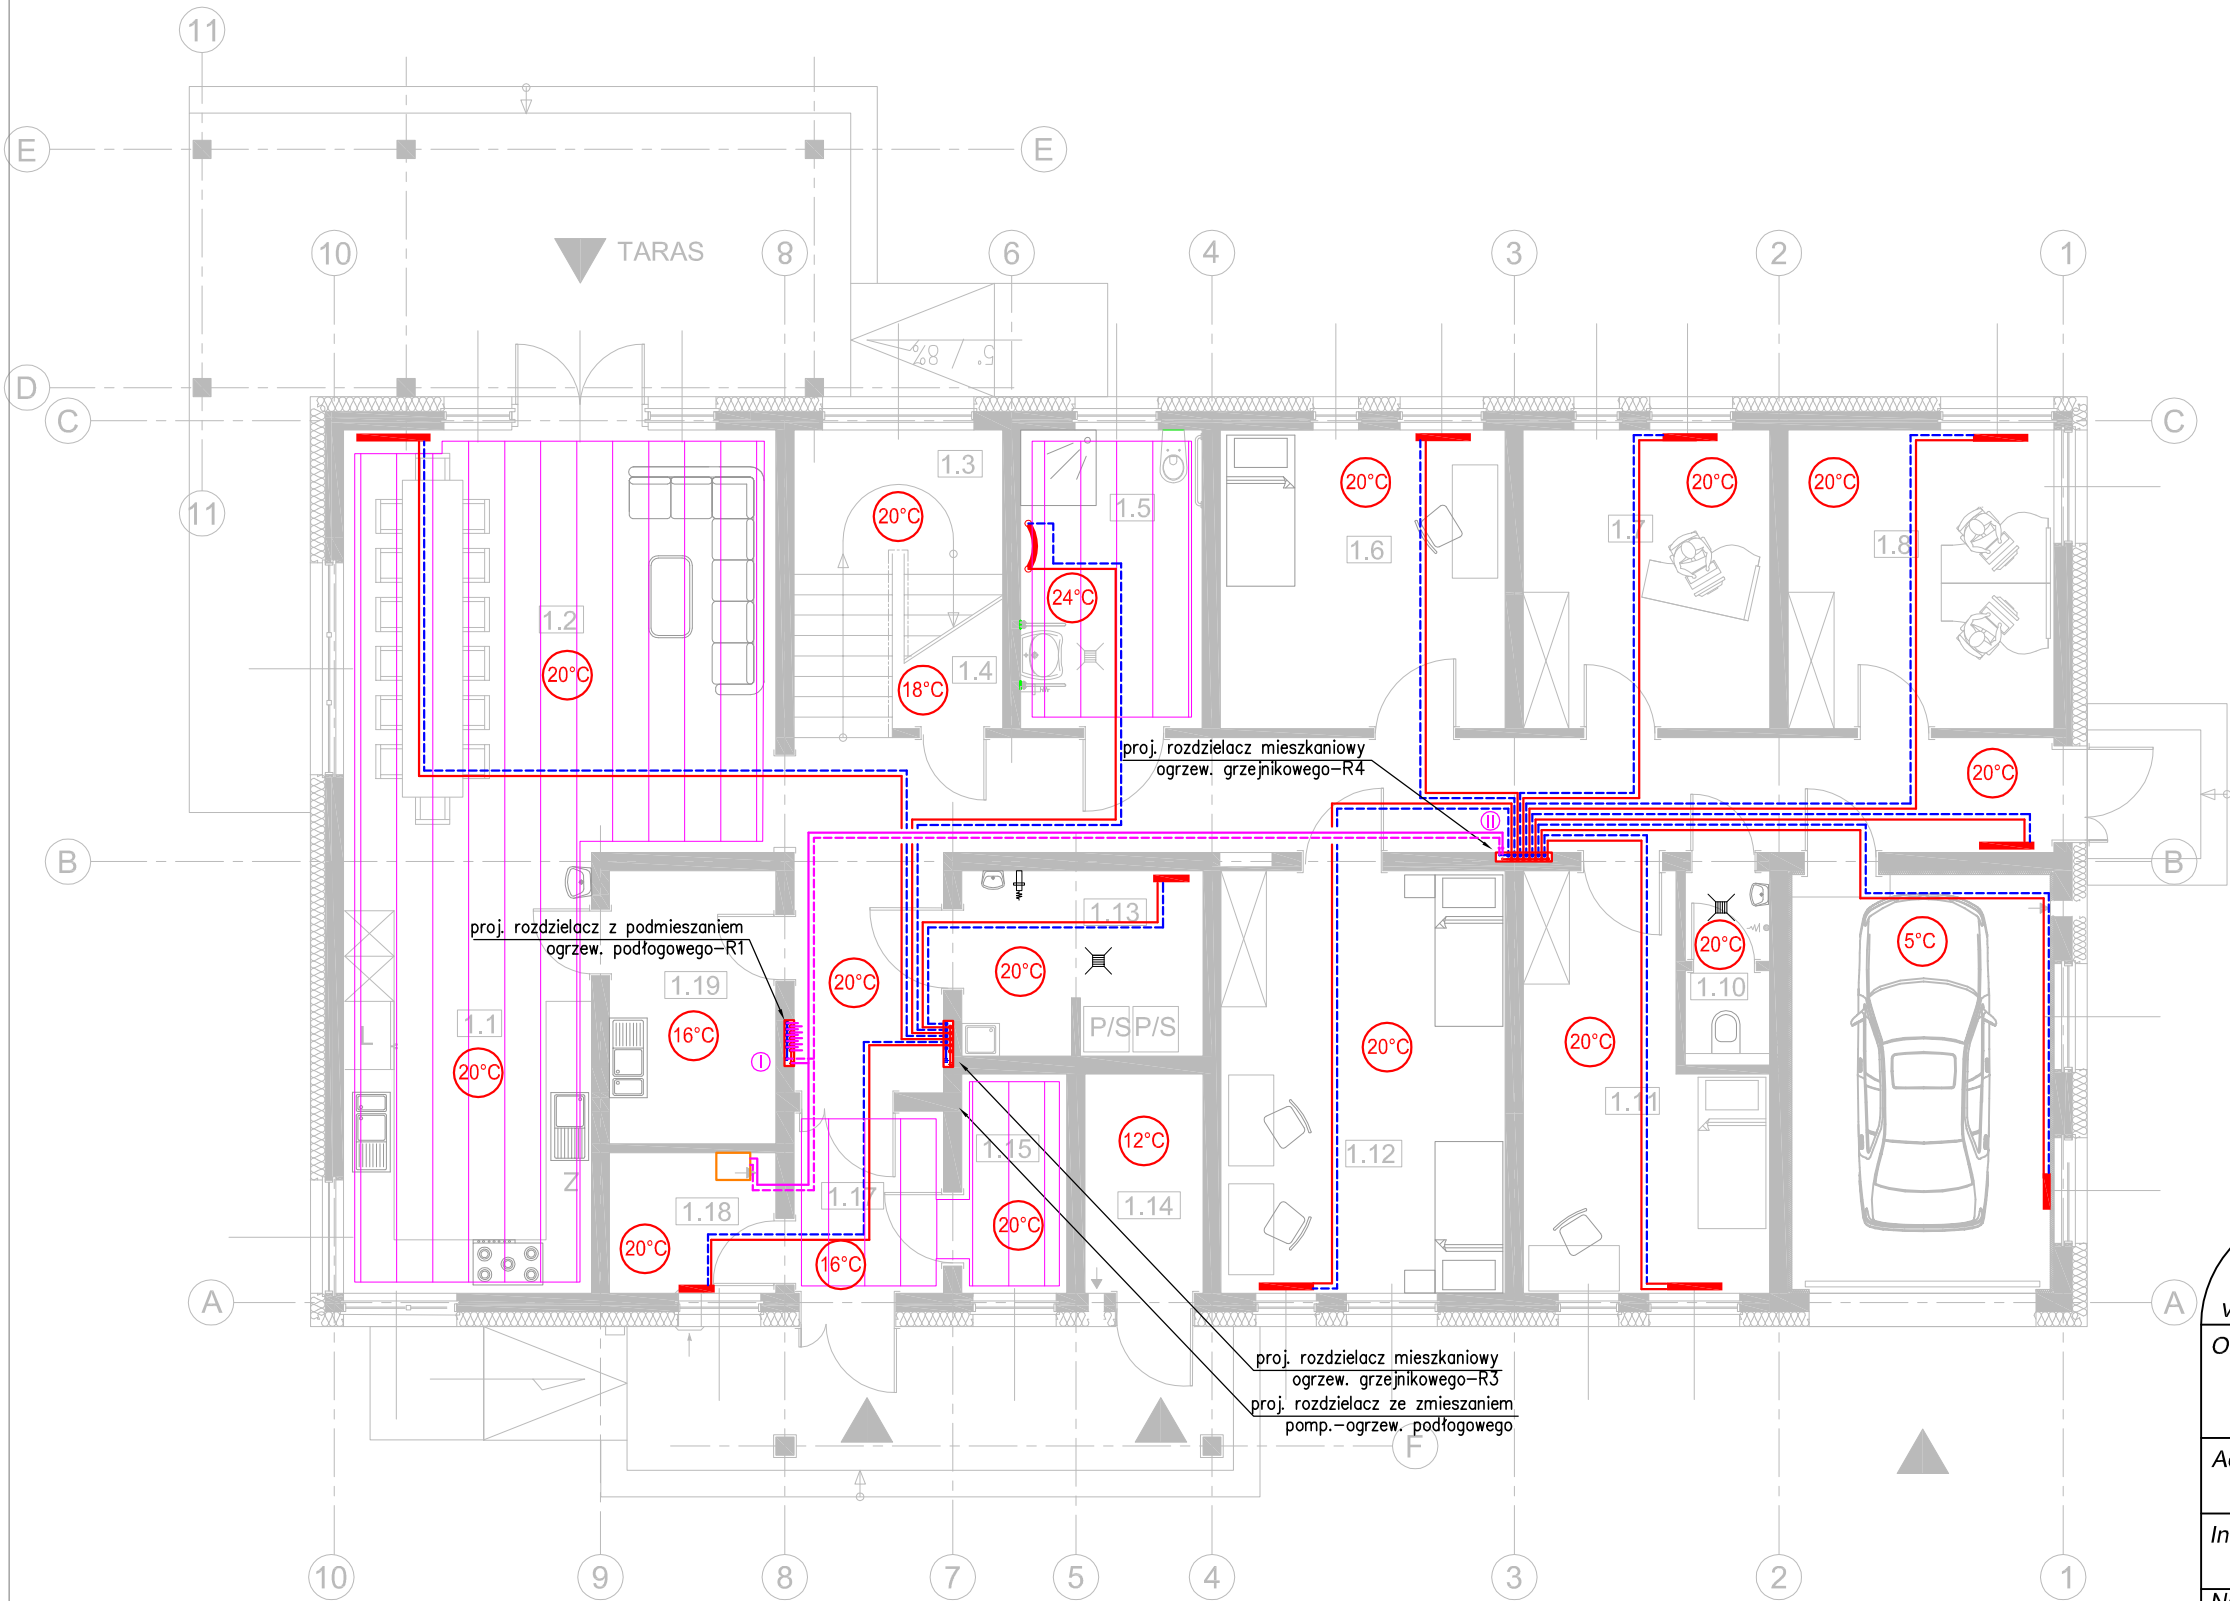 11
E
E
10
TARAS
8
6
4
3
2
1
8%
5.
D
C
C
11
1.3
20°C
20°C
20°C
20°C
1.5
1.6
1.7
1.8
24°C
1.2
20°C
1.4
18°C
proj. rozdzielacz mieszkaniowy
ogrzew. grzejnikowego-R4
20°C
II
B
B
proj. rozdzielacz z podmieszaniem
ogrzew. podłogowego-R1
1.13
20°C
20°C
20°C
5°C
1.19
1.10
L
1.1
16°C
P/S
P/S
20°C
20°C
I
20°C
1.12
1.11
12°C
1.15
Z
1.18
1.17
1.14
20°C
20°C
16°C
A
A
proj. rozdzielacz mieszkaniowy
ogrzew. grzejnikowego-R3
proj. rozdzielacz ze zmieszaniem
pomp.-ogrzew. podłogowego
F
10
9
8
7
5
4
3
2
1